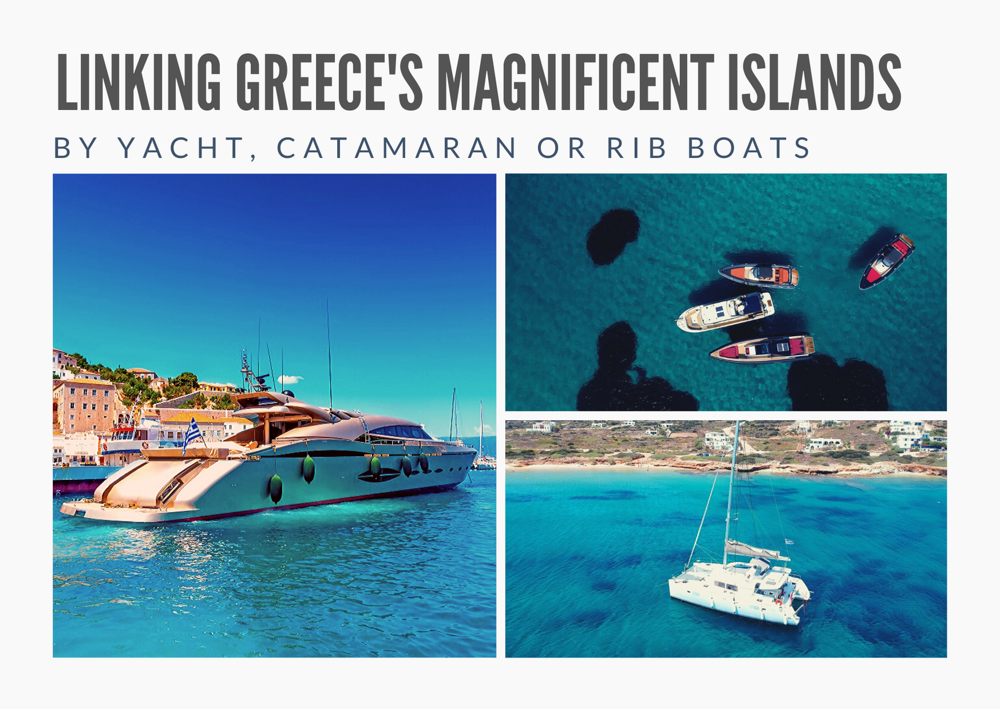 LINKING GREECE'S MAGNIFICENT ISLANDS
BY YACHT, CATAMARAN OR RIB BOATS